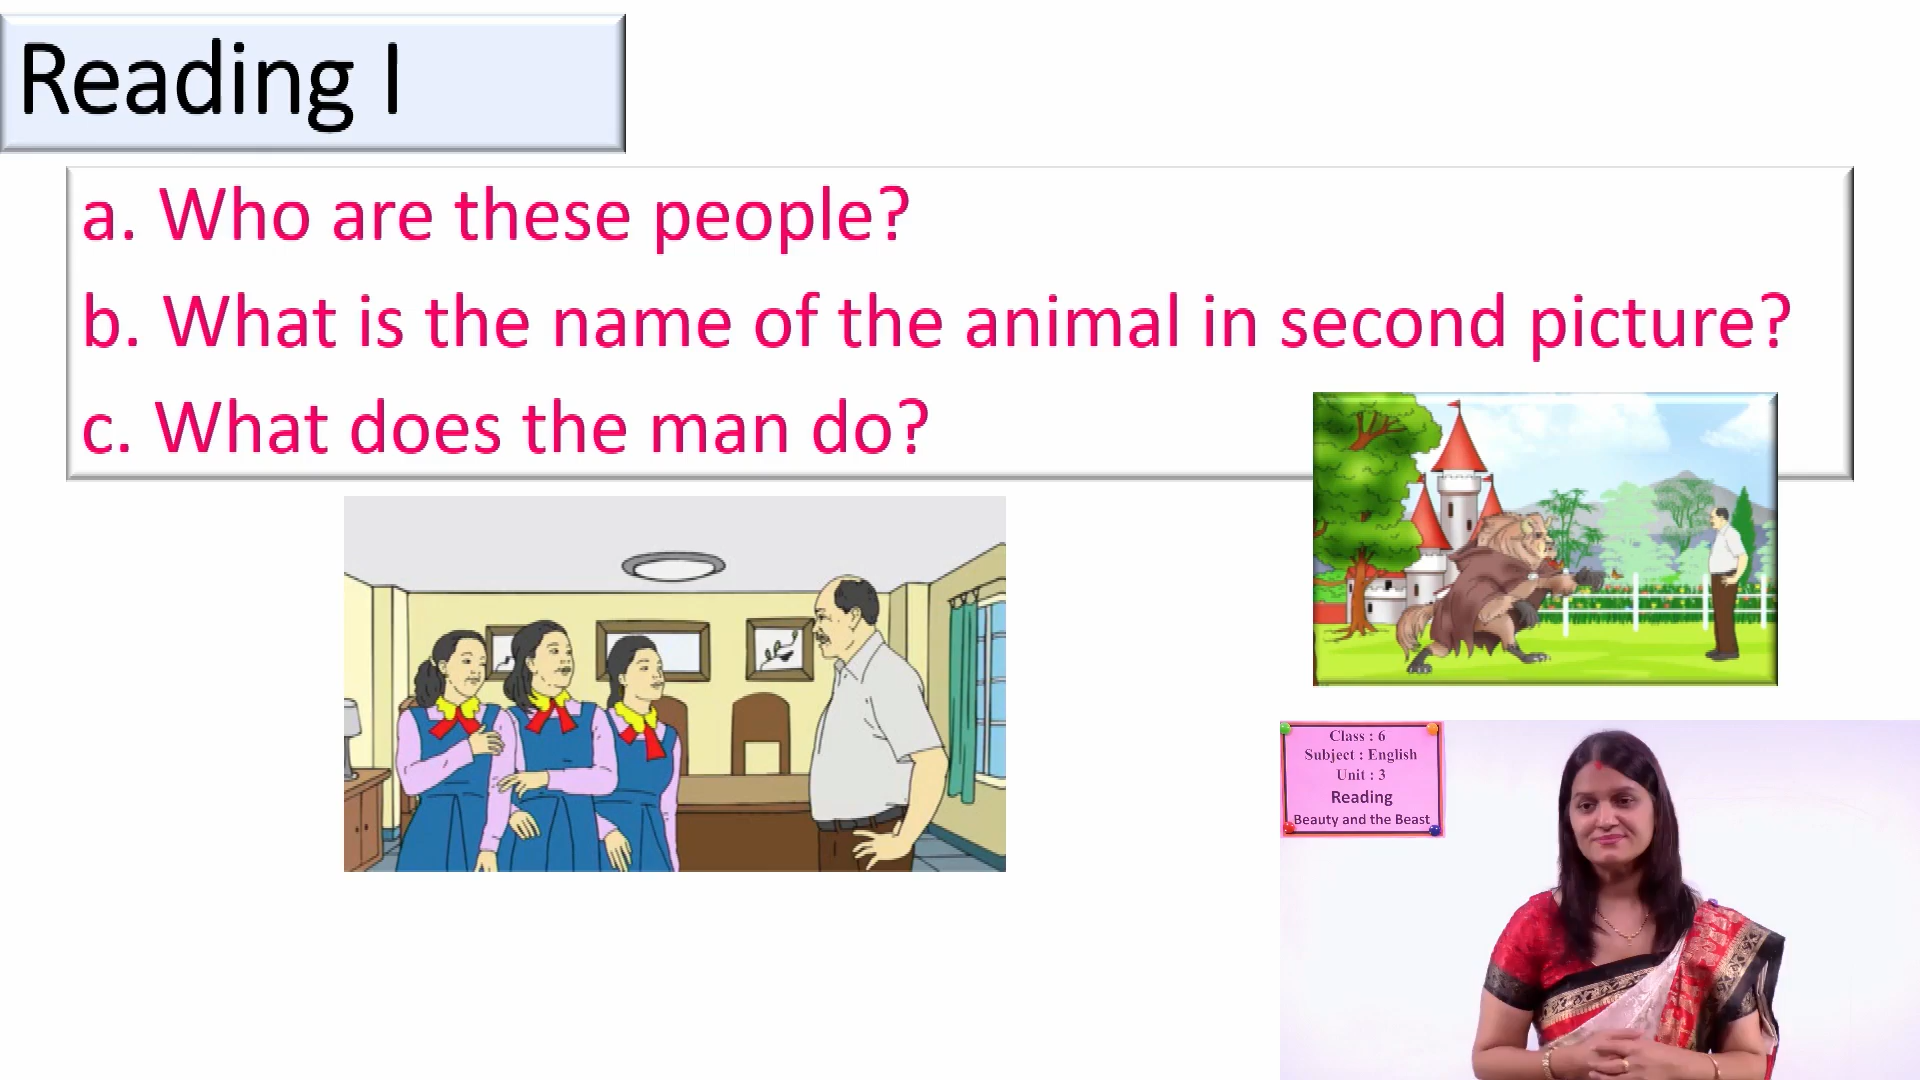 Reading I
a. Who are these people?
b. What is the name of the animal in second picture?
c. What does the man do?
Class : 6
Subject : English
Unit : 3
Reading
Beauty and the Beast